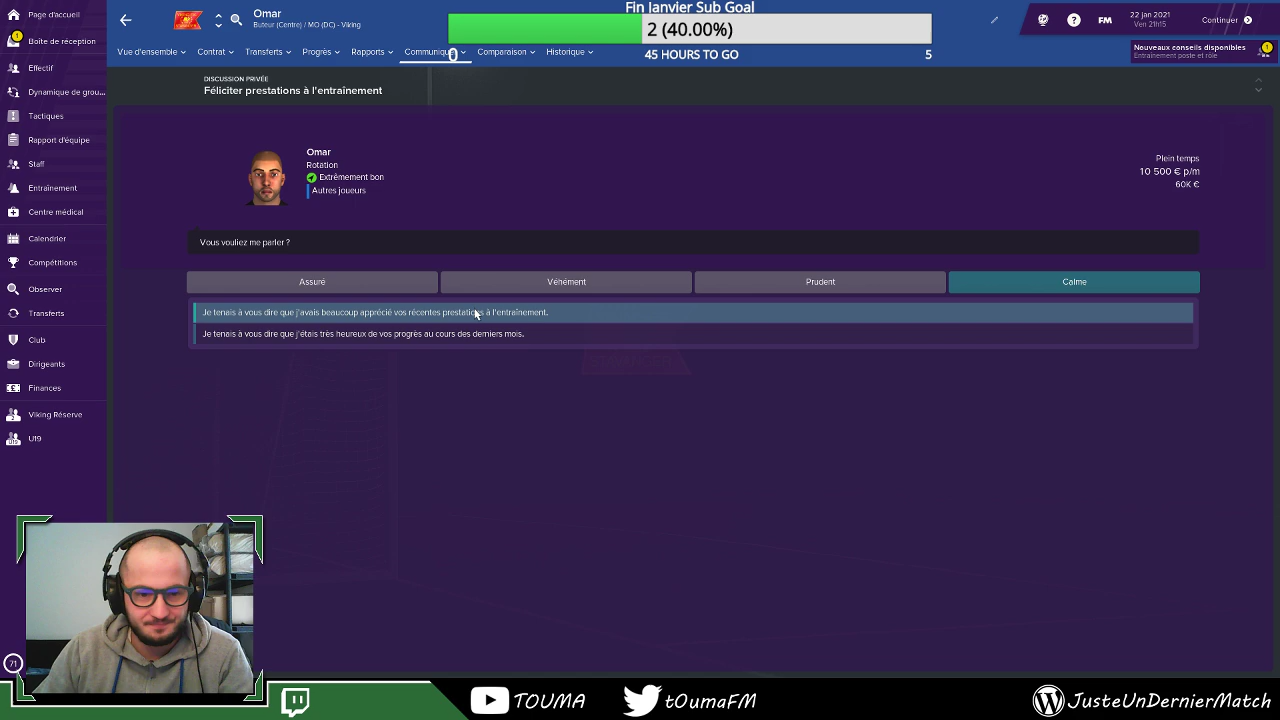 Fin Janvier Sub Goal
2 (40.00%)
0 45 HOURS TO GO 5
Page d'accueil
1
Boîte de réception
Effectif
Dynamique de grou...
Tactiques
Rapport d'équipe
Staff
Entraînement
Centre médical
Calendrier
Compétitions
Observer
Transferts
Club
Dirigeants
Finances
Viking Réserve
U19
Omar
Buteur (Centre) / MO (DC) - Viking
FM
22 jan 2021
Ven 21h15
Continuer
Vue d'ensemble
Contrat
Transferts
Progrès
Rapports
Comparaison
Historique
Nouveaux conseils disponibles
Entraînement poste et rôle
1
DISCUSSION PRIVÉE
Féliciter prestations à l'entraînement
Omar
Rotation
Extrêmement bon
Autres joueurs
Plein temps
10 500 € p/m
60K €
Vous vouliez me parler ?
Assuré
Véhément
Prudent
Calme
Je tenais à vous dire que j'avais beaucoup apprécié vos récentes prestations à l'entraînement.
Je tenais à vous dire que j'étais très heureux de vos progrès au cours des derniers mois.
71
TOUMA
tOumaFM
JusteUnDernierMatch